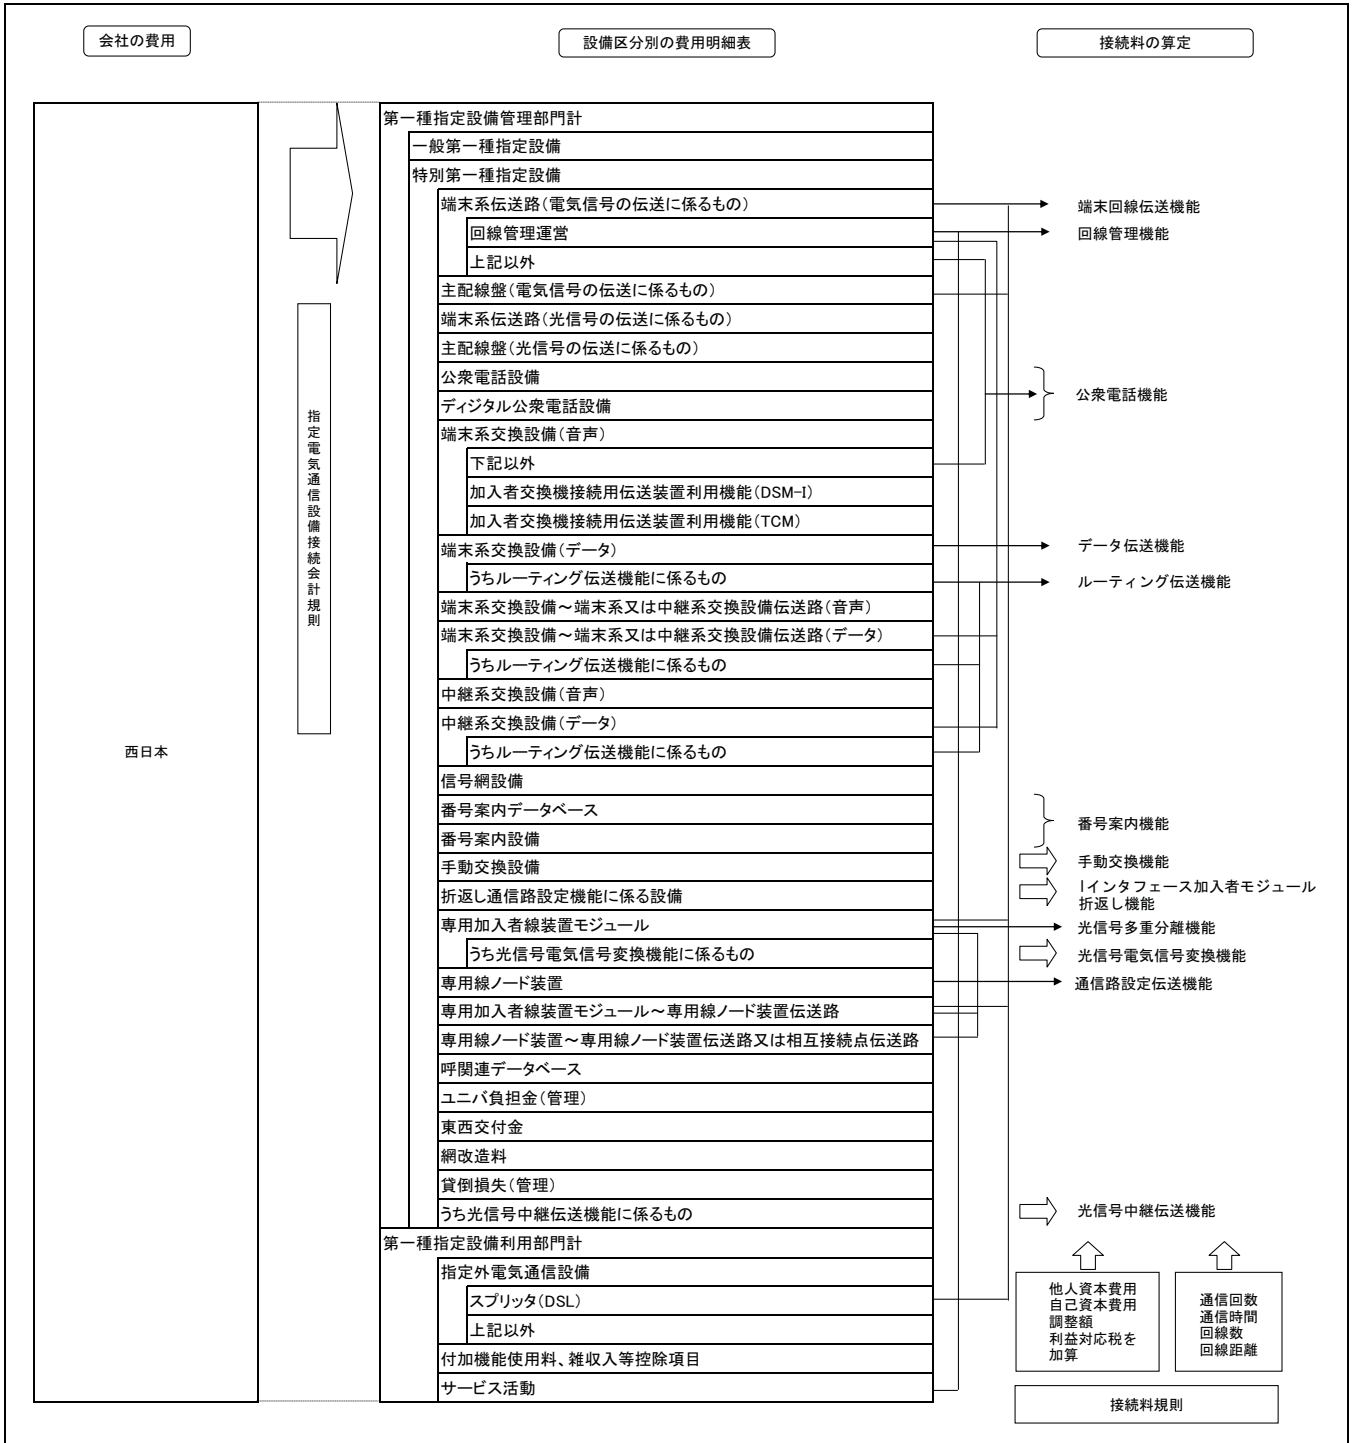 会社の費用
設備区分別の費用明細表
接続料の算定
西日本
指定電気通信設備接続会計規則
第一種指定設備管理部門計
一般第一種指定設備
特別第一種指定設備
端末系伝送路(電気信号の伝送に係るもの)
回線管理運営
上記以外
主配線盤(電気信号の伝送に係るもの)
端末系伝送路(光信号の伝送に係るもの)
主配線盤(光信号の伝送に係るもの)
公衆電話設備
ディジタル公衆電話設備
端末系交換設備(音声)
下記以外
加入者交換機接続用伝送装置利用機能(DSM-I)
加入者交換機接続用伝送装置利用機能(TCM)
端末系交換設備(データ)
うちルーティング伝送機能に係るもの
端末系交換設備~端末系又は中継系交換設備伝送路(音声)
端末系交換設備~端末系又は中継系交換設備伝送路(データ)
うちルーティング伝送機能に係るもの
中継系交換設備(音声)
中継系交換設備(データ)
うちルーティング伝送機能に係るもの
信号網設備
番号案内データベース
番号案内設備
手動交換設備
折返し通信路設定機能に係る設備
専用加入者線装置モジュール
うち光信号電気信号変換機能に係るもの
専用線ノード装置
専用加入者線装置モジュール~専用線ノード装置伝送路
専用線ノード装置~専用線ノード装置伝送路又は相互接続点伝送路
呼関連データベース
ユニバ負担金(管理)
東西交付金
網改造料
貸倒損失(管理)
うち光信号中継伝送機能に係るもの
第一種指定設備利用部門計
指定外電気通信設備
スプリッタ(DSL)
上記以外
付加機能使用料、雑収入等控除項目
サービス活動
端末回線伝送機能
回線管理機能
公衆電話機能
データ伝送機能
ルーティング伝送機能
番号案内機能
手動交換機能
Iインタフェース加入者モジュール
折返し機能
光信号多重分離機能
光信号電気信号変換機能
通信路設定伝送機能
光信号中継伝送機能
他人資本費用
自己資本費用
調整額
利益対応税を
加算
通信回数
通信時間
回線数
回線距離
接続料規則